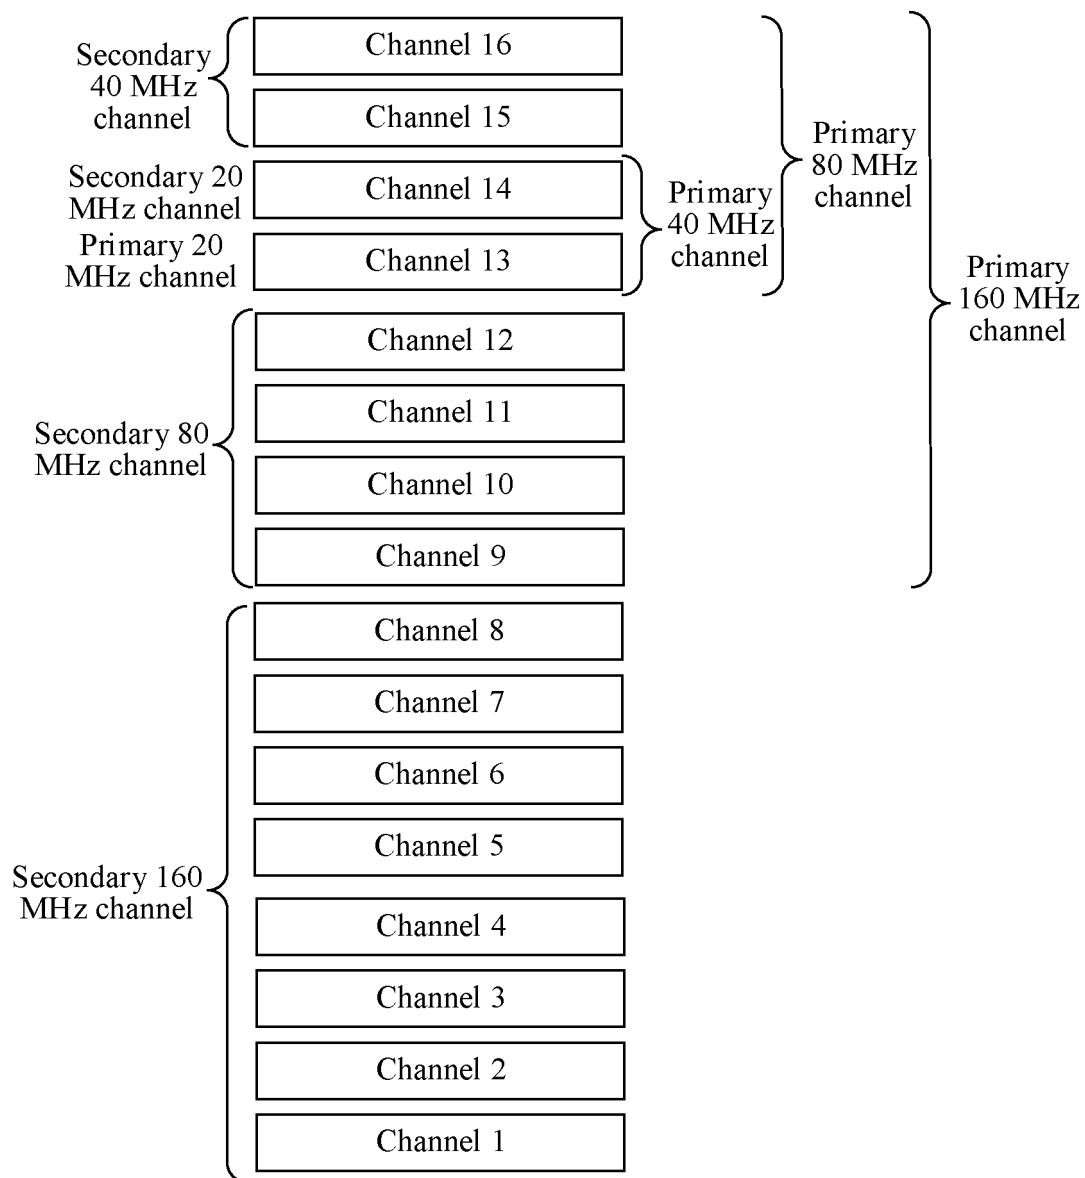 Secondary
40 MHz
channel
Channel 16
Channel 15
Secondary 20
MHz channel
Channel 14
Primary 20
MHz channel
Channel 13
Primary
40 MHz
channel
Primary
80 MHz
channel
Primary
160 MHz
channel
Secondary 80
MHz channel
Channel 12
Channel 11
Channel 10
Channel 9
Secondary 160
MHz channel
Channel 8
Channel 7
Channel 6
Channel 5
Channel 4
Channel 3
Channel 2
Channel 1